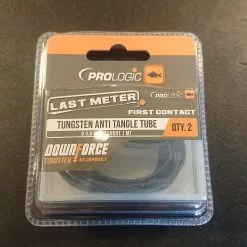 PROLOGIC
PROLOGIC
LAST METER
FIRST CONTACT
TUNGSTEN ANTI TANGLE TUBE
QTY. 2
DOWNFORCE
TUNGSTEN